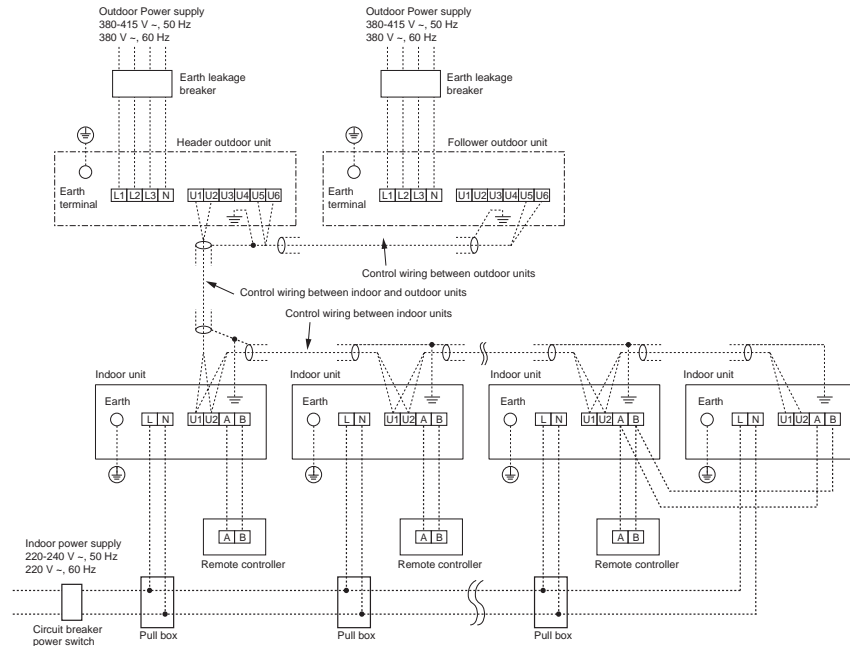 Outdoor Power supply
380-415 V ~, 50 Hz
380 V ~, 60 Hz
Outdoor Power supply
380-415 V ~, 50 Hz
380 V ~, 60 Hz
Earth leakage
breaker
Earth leakage
breaker
Header outdoor unit
Follower outdoor unit
Earth
terminal
L1 L2 L3 N
U1 U2 U3 U4 U5 U6
Earth
terminal
L1 L2 L3 N
U1 U2 U3 U4 U5 U6
Control wiring between outdoor units
Control wiring between indoor and outdoor units
Control wiring between indoor units
Indoor unit
Indoor unit
Indoor unit
Indoor unit
Earth
Earth
Earth
Earth
L N
U1 U2 A B
L N
U1 U2 A B
L N
U1 U2 A B
L N
U1 U2 A B
A B
A B
A B
Remote controller
Remote controller
Remote controller
Indoor power supply
220-240 V ~, 50 Hz
220 V ~, 60 Hz
Circuit breaker
power switch
Pull box
Pull box
Pull box